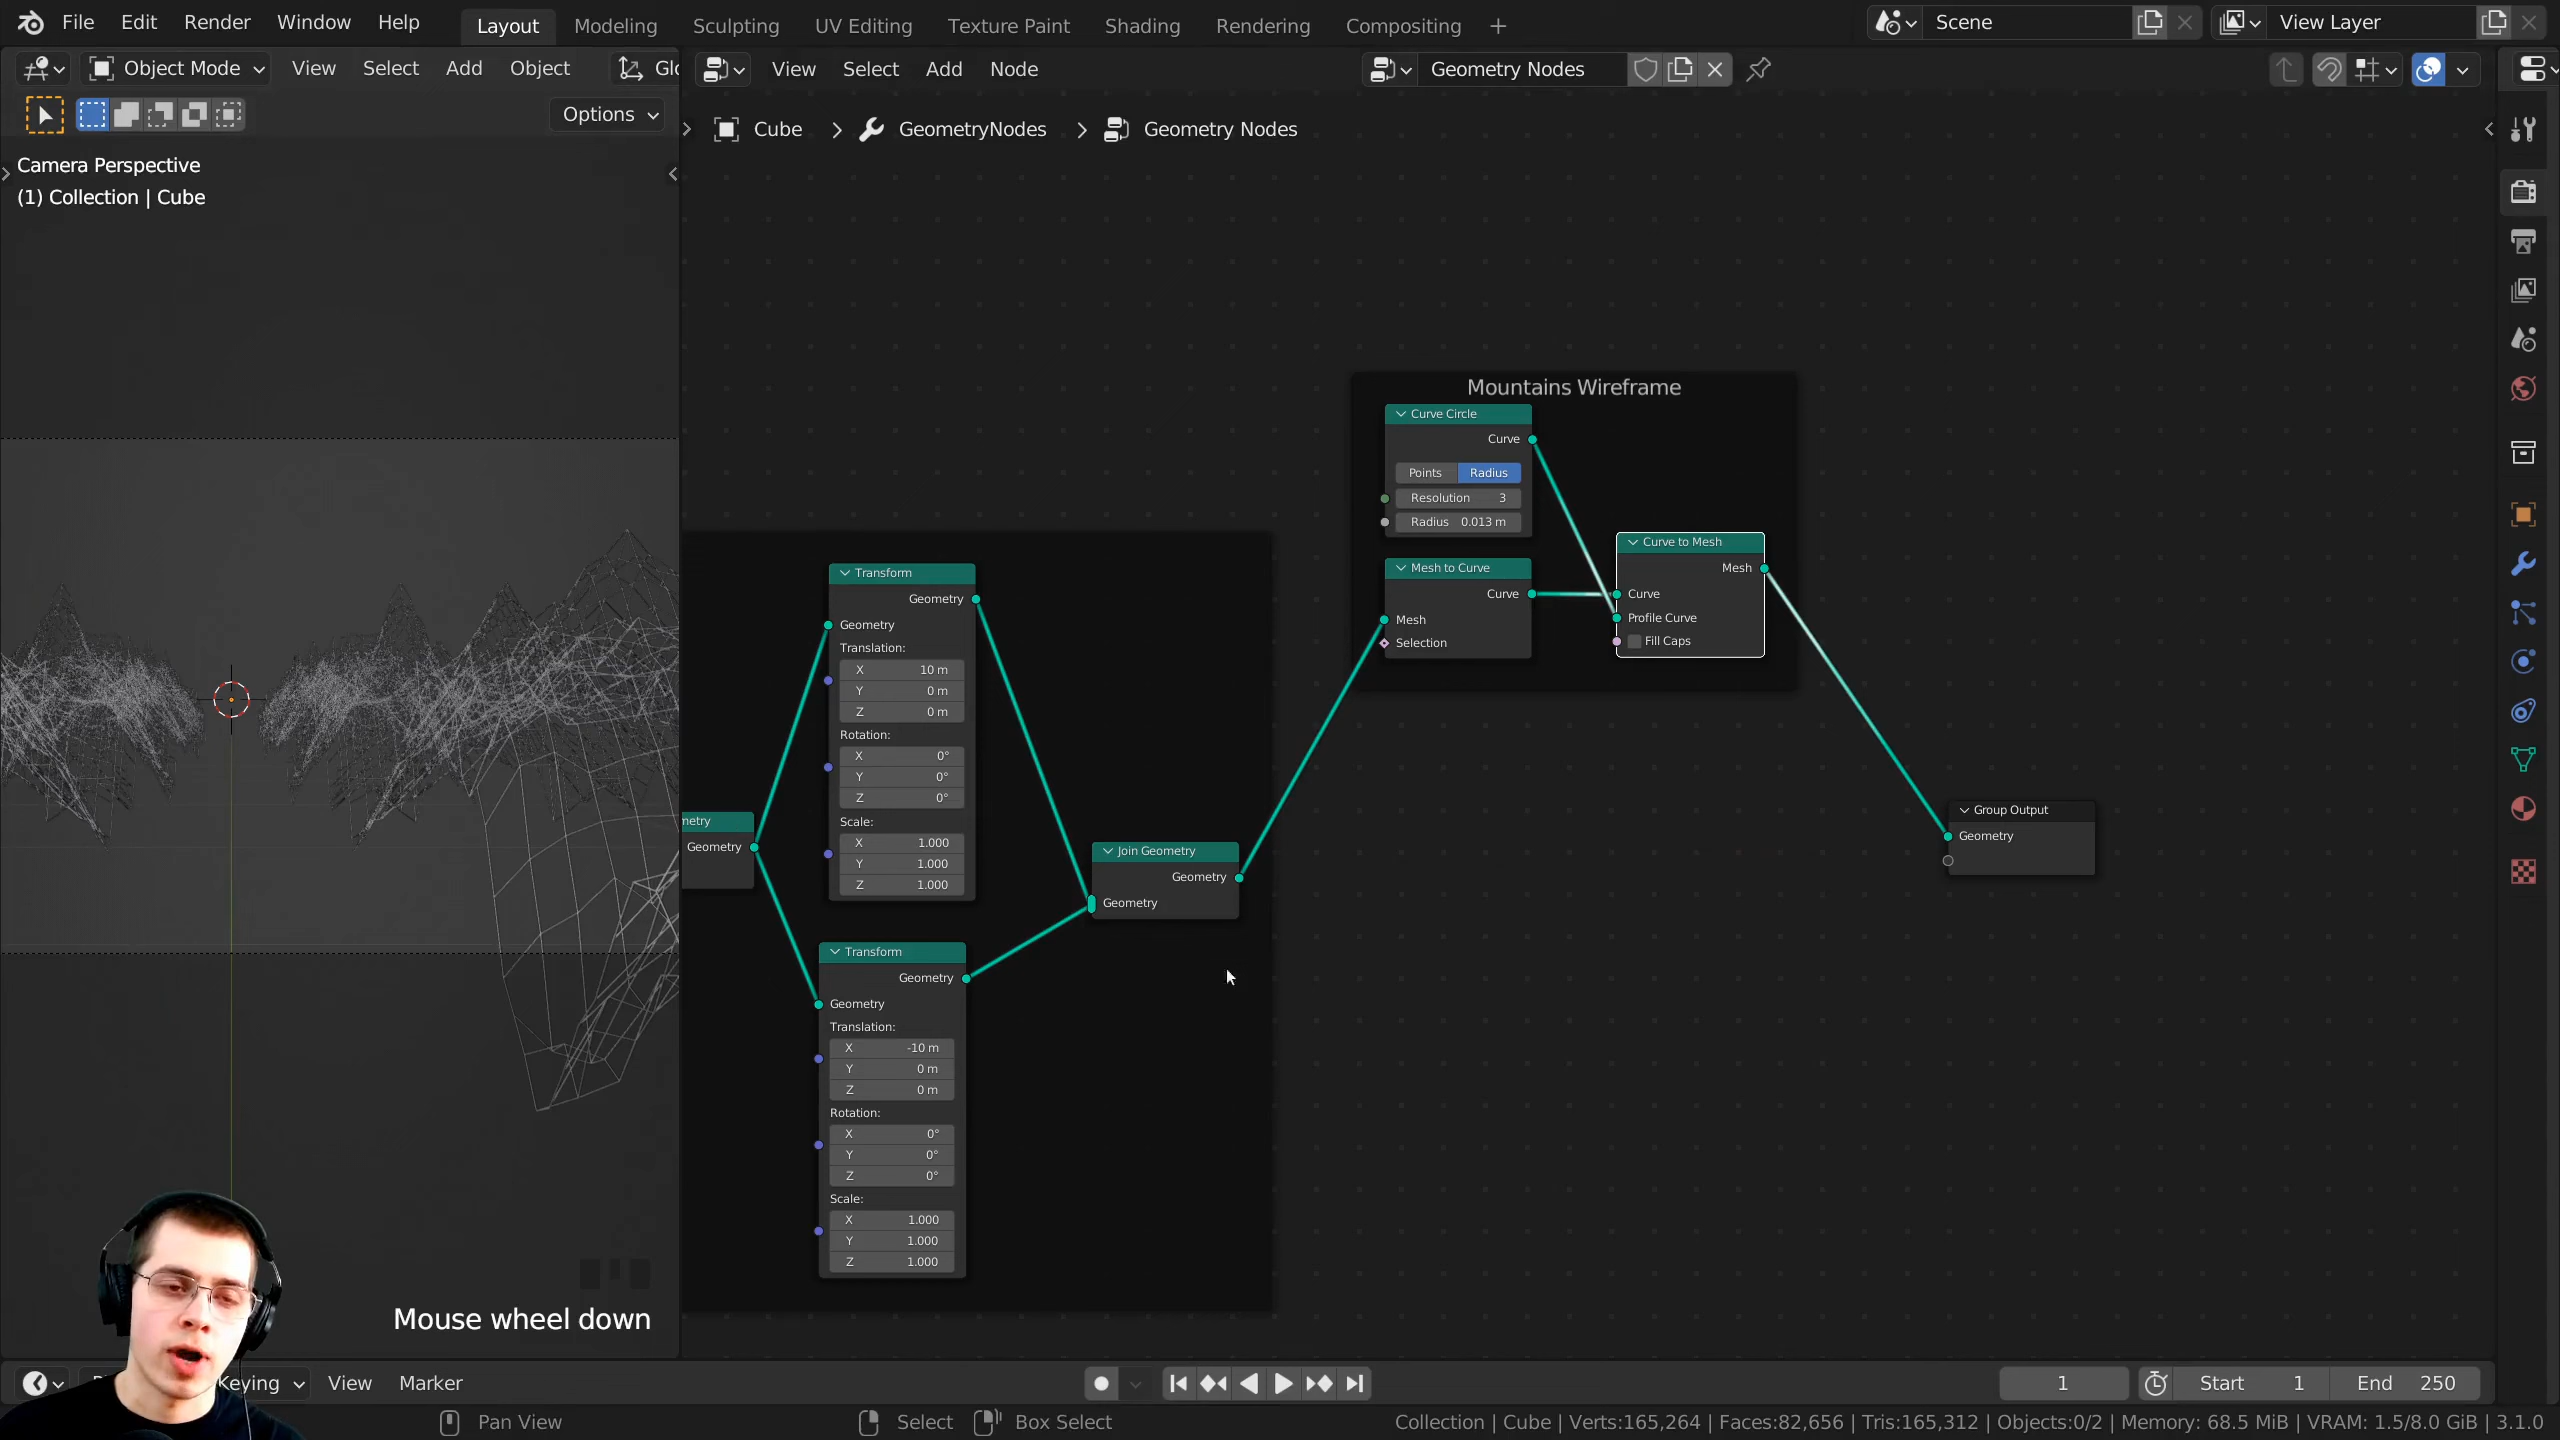 File Edit Render Window Help Layout Modeling Sculpting UV Editing Texture Paint Shading Rendering Compositing Scene View Layer
Object Mode View Select Add Object View Select Add Node Geometry Nodes
Options
Cube > GeometryNodes > Geometry Nodes
Camera Perspective
(1) Collection | Cube
Mountains Wireframe
Curve Circle
Curve
Points Radius
Resolution 3
Radius 0.013 m
Mesh to Curve
Curve
Mesh
Selection
Curve to Mesh
Mesh
Curve
Profile Curve
Fill Caps
Transform
Geometry
Geometry
Translation:
X 10 m
Y 0 m
Z 0 m
Rotation:
X 0°
Y 0°
Z 0°
Scale:
X 1.000
Y 1.000
Z 1.000
Geometry
Join Geometry
Geometry
Geometry
Group Output
Geometry
Transform
Geometry
Geometry
Translation:
X -10 m
Y 0 m
Z 0 m
Rotation:
X 0°
Y 0°
Z 0°
Scale:
X 1.000
Y 1.000
Z 1.000
Mouse wheel down
Keying View Marker 1 Start 1 End 250
Pan View Select Box Select Collection | Cube | Verts:165,264 | Faces:82,656 | Tris:165,312 | Objects:0/2 | Memory: 68.5 MiB | VRAM: 1.5/8.0 GiB | 3.1.0